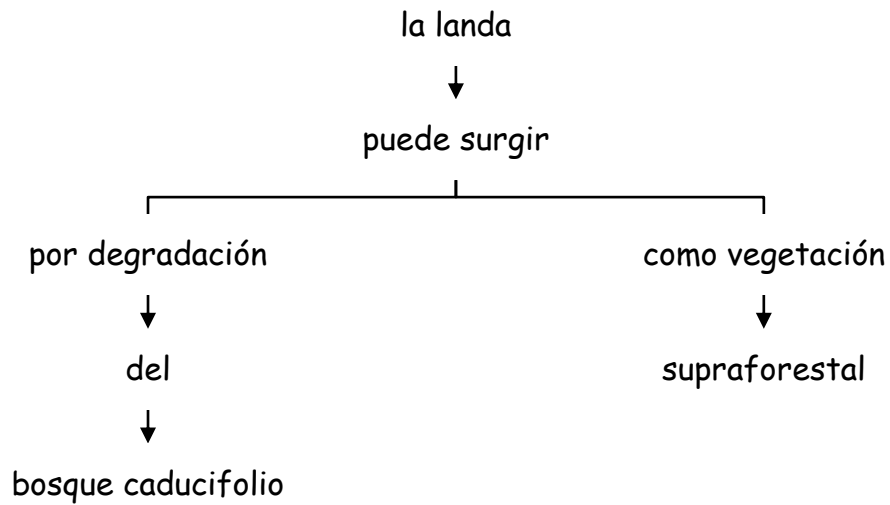 la landa
puede surgir
por degradación
como vegetación
del
supraforestal
bosque caducifolio